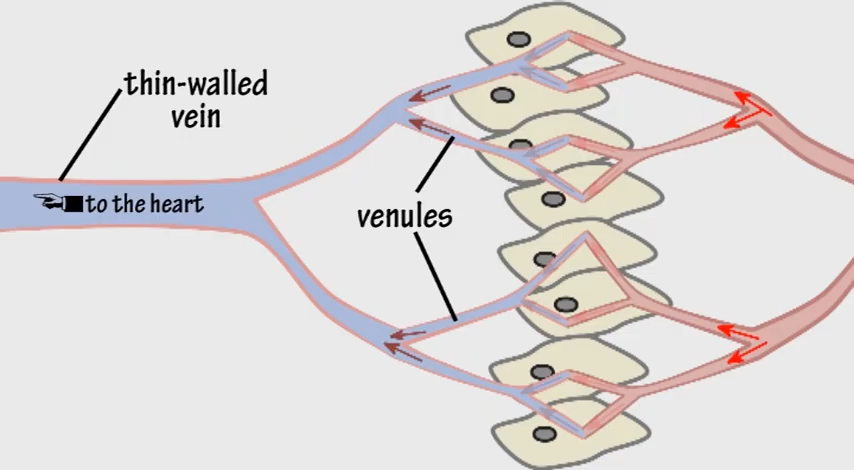 thin-walled
vein
to the heart
venules